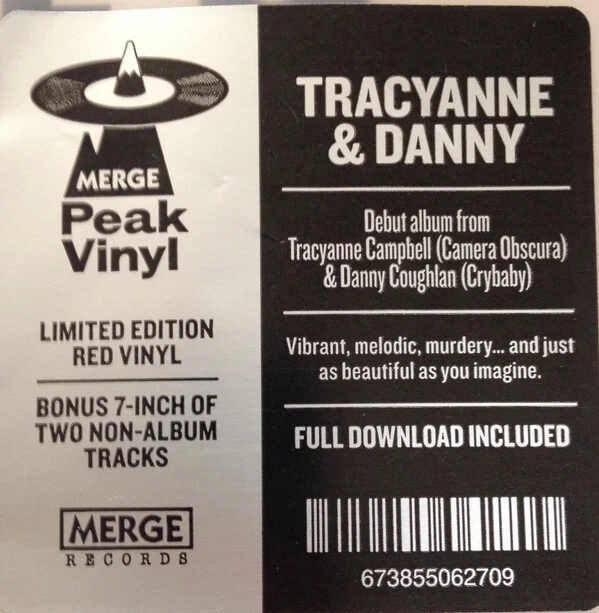 MERGE
Peak
Vinyl
LIMITED EDITION
RED VINYL
BONUS 7-INCH OF
TWO NON-ALBUM
TRACKS
MERGE
RECORDS
TRACYANNE
& DANNY
Debut album from
Tracyanne Campbell (Camera Obscura)
& Danny Coughlan (Crybaby)
Vibrant, melodic, murdery... and just
as beautiful as you imagine.
FULL DOWNLOAD INCLUDED
673855062709